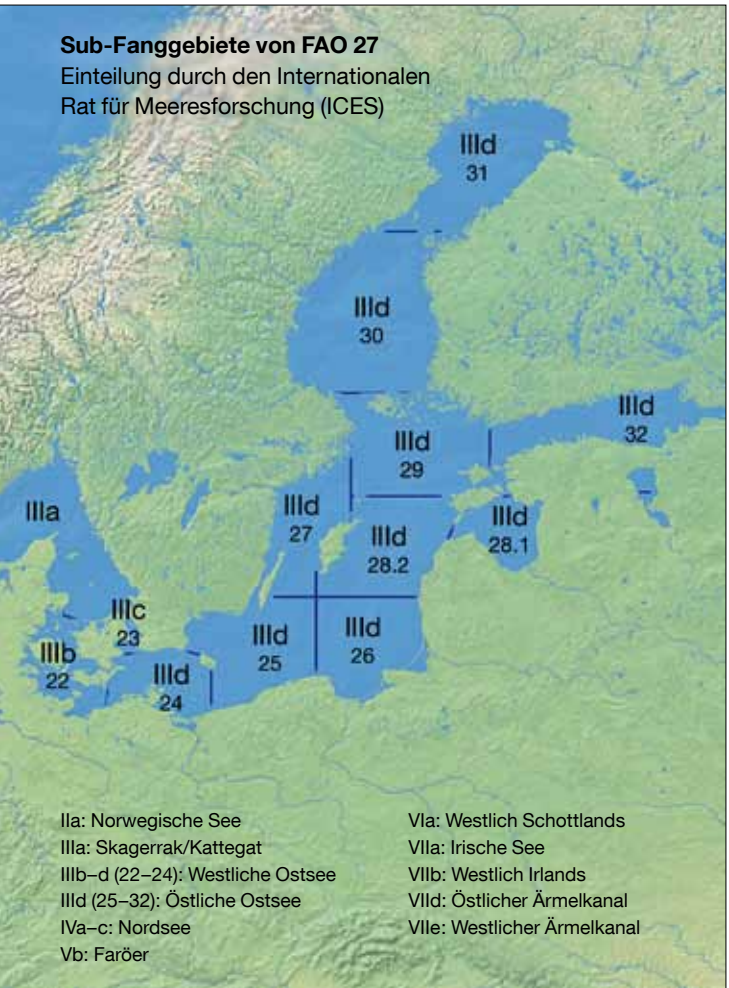 Sub-Fanggebiete von FAO 27
Einteilung durch den Internationalen
Rat für Meeresforschung (ICES)
IIId
31
IIId
30
IIId
32
IIId
29
IIIa
IIId
27
IIId
28.2
IIId
28.1
IIIc
23
IIIb
22
IIId
24
IIId
25
IIId
26
IIa: Norwegische See
IIIa: Skagerrak/Kattegat
IIIb–d (22–24): Westliche Ostsee
IIId (25–32): Östliche Ostsee
IVa–c: Nordsee
Vb: Faröer
VIa: Westlich Schottlands
VIIa: Irische See
VIIb: Westlich Irlands
VIId: Östlicher Ärmelkanal
VIIe: Westlicher Ärmelkanal